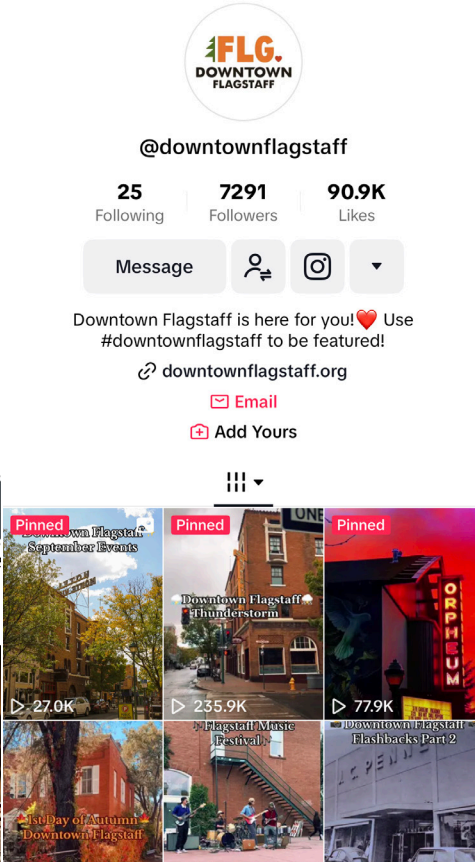 FLG.
DOWNTOWN
FLAGSTAFF
@downtownflagstaff
25
7291
90.9K
Following
Followers
Likes
Message
Downtown Flagstaff is here for you!❤️ Use
#downtownflagstaff to be featured!
downtownflagstaff.org
Email
Add Yours
Pinned
Downtown Flagstaff
September Events
27.0K
Pinned
ONE
Downtown Flagstaff
Thunderstorm
235.9K
Pinned
ORPHEUM
77.9K
1st Day of Autumn
Downtown Flagstaff
Flagstaff Music
Festival
Downtown Flagstaff
Flashbacks Part 2
J.C. PENNEY